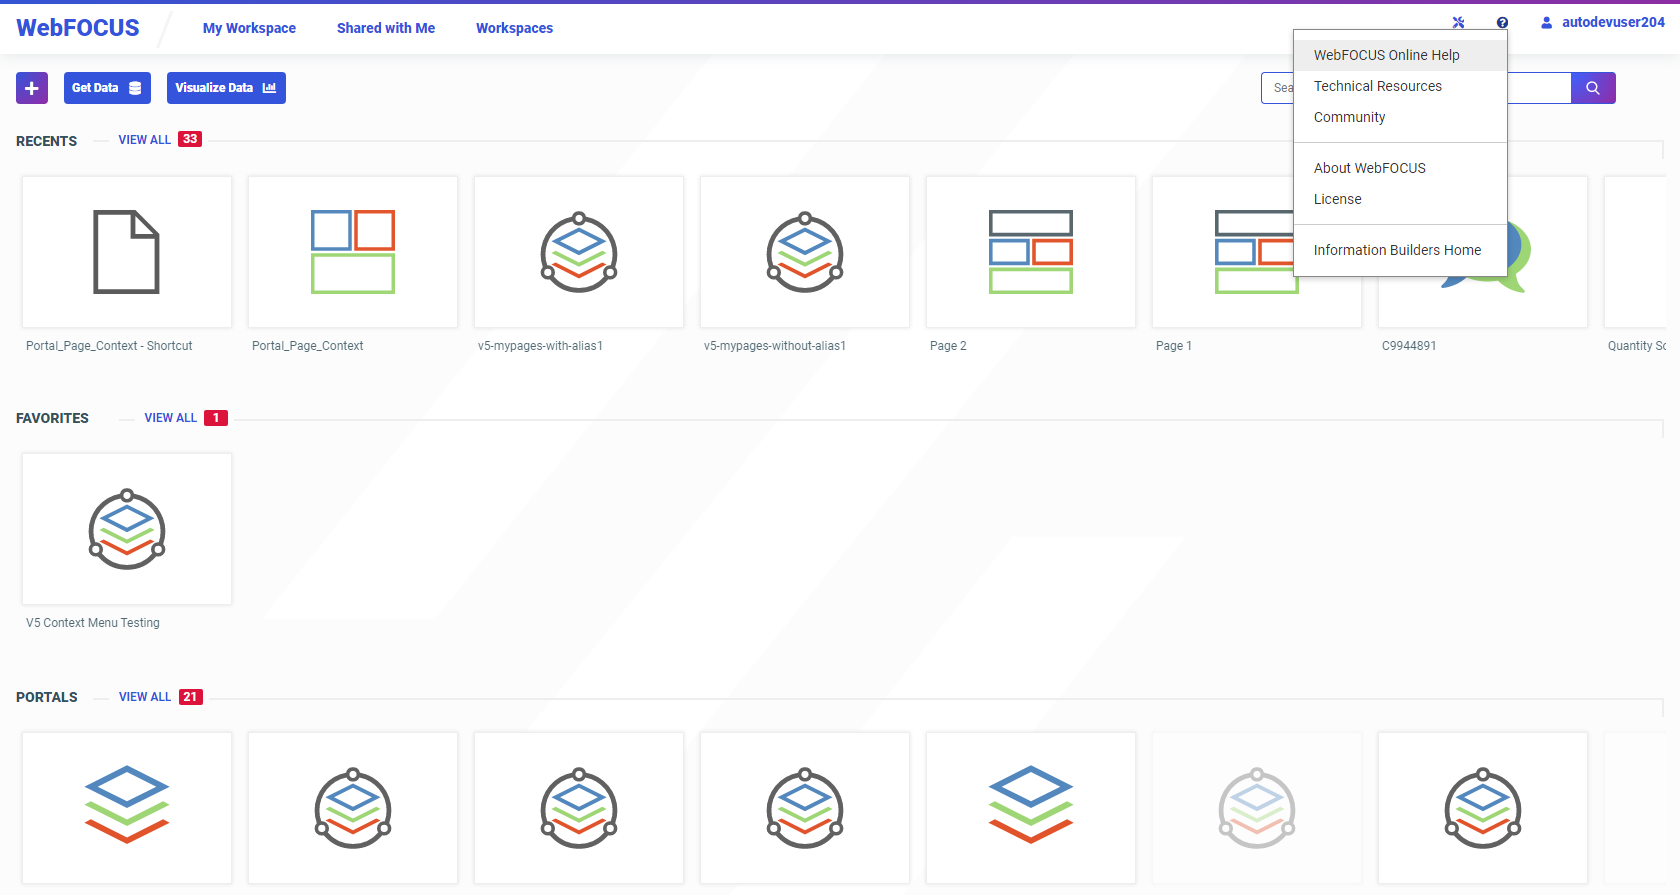 WebFOCUS
My Workspace
Shared with Me
Workspaces
autodevuser204
WebFOCUS Online Help
Technical Resources
Community
About WebFOCUS
License
Information Builders Home
Get Data
Visualize Data
Sea
RECENTS
VIEW ALL 33
Portal_Page_Context - Shortcut
Portal_Page_Context
v5-mypages-with-alias1
v5-mypages-without-alias1
Page 2
Page 1
C9944891
Quantity Sc
FAVORITES
VIEW ALL 1
V5 Context Menu Testing
PORTALS
VIEW ALL 21